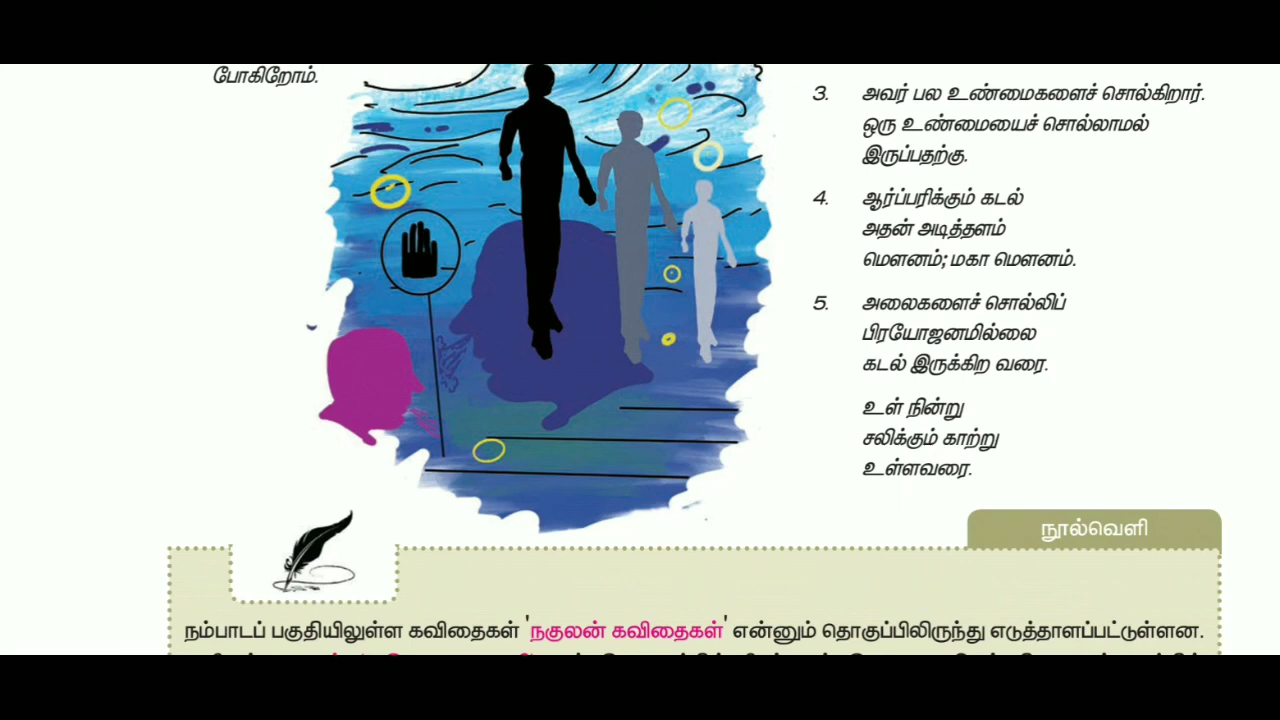 போகிறோம்.
3. அவர் பல உண்மைகளைச் சொல்கிறார்.
ஒரு உண்மையைச் சொல்லாமல்
இருப்பதற்கு.
4. ஆர்ப்பரிக்கும் கடல்
அதன் அடித்தளம்
மௌனம்; மகா மௌனம்.
5. அலைகளைச் சொல்லிப்
பிரயோஜனமில்லை
கடல் இருக்கிற வரை.
உள் நின்று
சலிக்கும் காற்று
உள்ளவரை.
நூல்வெளி
நம்பாடப் பகுதியிலுள்ள கவிதைகள் 'நகுலன் கவிதைகள்' என்னும் தொகுப்பிலிருந்து எடுத்தாளப்பட்டுள்ளன.